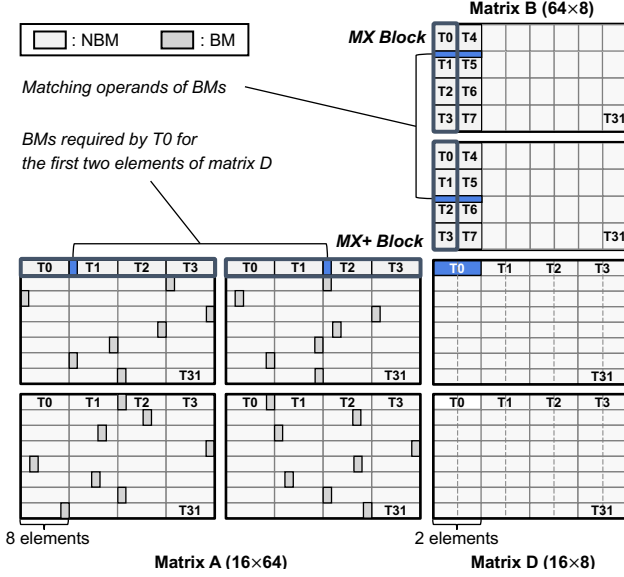 Matrix B (64×8)
: NBM : BM
MX Block
T0 T4
T1 T5
T2 T6
T3 T7 T31
Matching operands of BMs
BMs required by T0 for
the first two elements of matrix D
T0 T4
T1 T5
T2 T6
T3 T7 T31
MX+ Block
T0 T1 T2 T3 T0 T1 T2 T3 T0 T1 T2 T3
T31 T31 T31
T0 T1 T2 T3 T0 T1 T2 T3 T0 T1 T2 T3
T31 T31 T31
8 elements 2 elements
Matrix A (16×64) Matrix D (16×8)